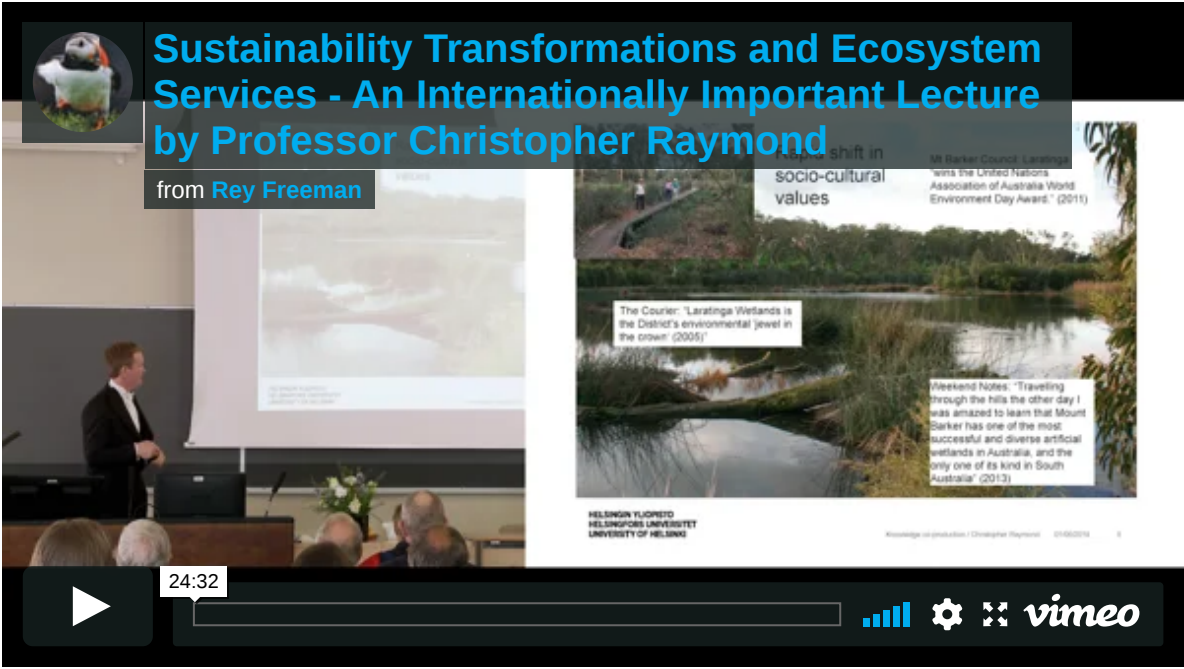 Sustainability Transformations and Ecosystem
Services - An Internationally Important Lecture
by Professor Christopher Raymond
from Rey Freeman
Rapid shift in
socio-cultural
values
Mt Barker Council: Laratinga
"wins the United Nations
Association of Australia World
Environment Day Award." (2011)
The Courier: "Laratinga Wetlands is
the District's environmental 'jewel in
the crown' (2005)"
Weekend Notes: "Travelling
through the hills the other day I
was amazed to learn that Mount
Barker has one of the most
successful and diverse artificial
wetlands in Australia, and the
only one of its kind in South
Australia" (2013)
HELSINGIN YLIOPISTO
HELSINGFORS UNIVERSITET
UNIVERSITY OF HELSINKI
Knowledge co-production / Christopher Raymond
24:32
vimeo